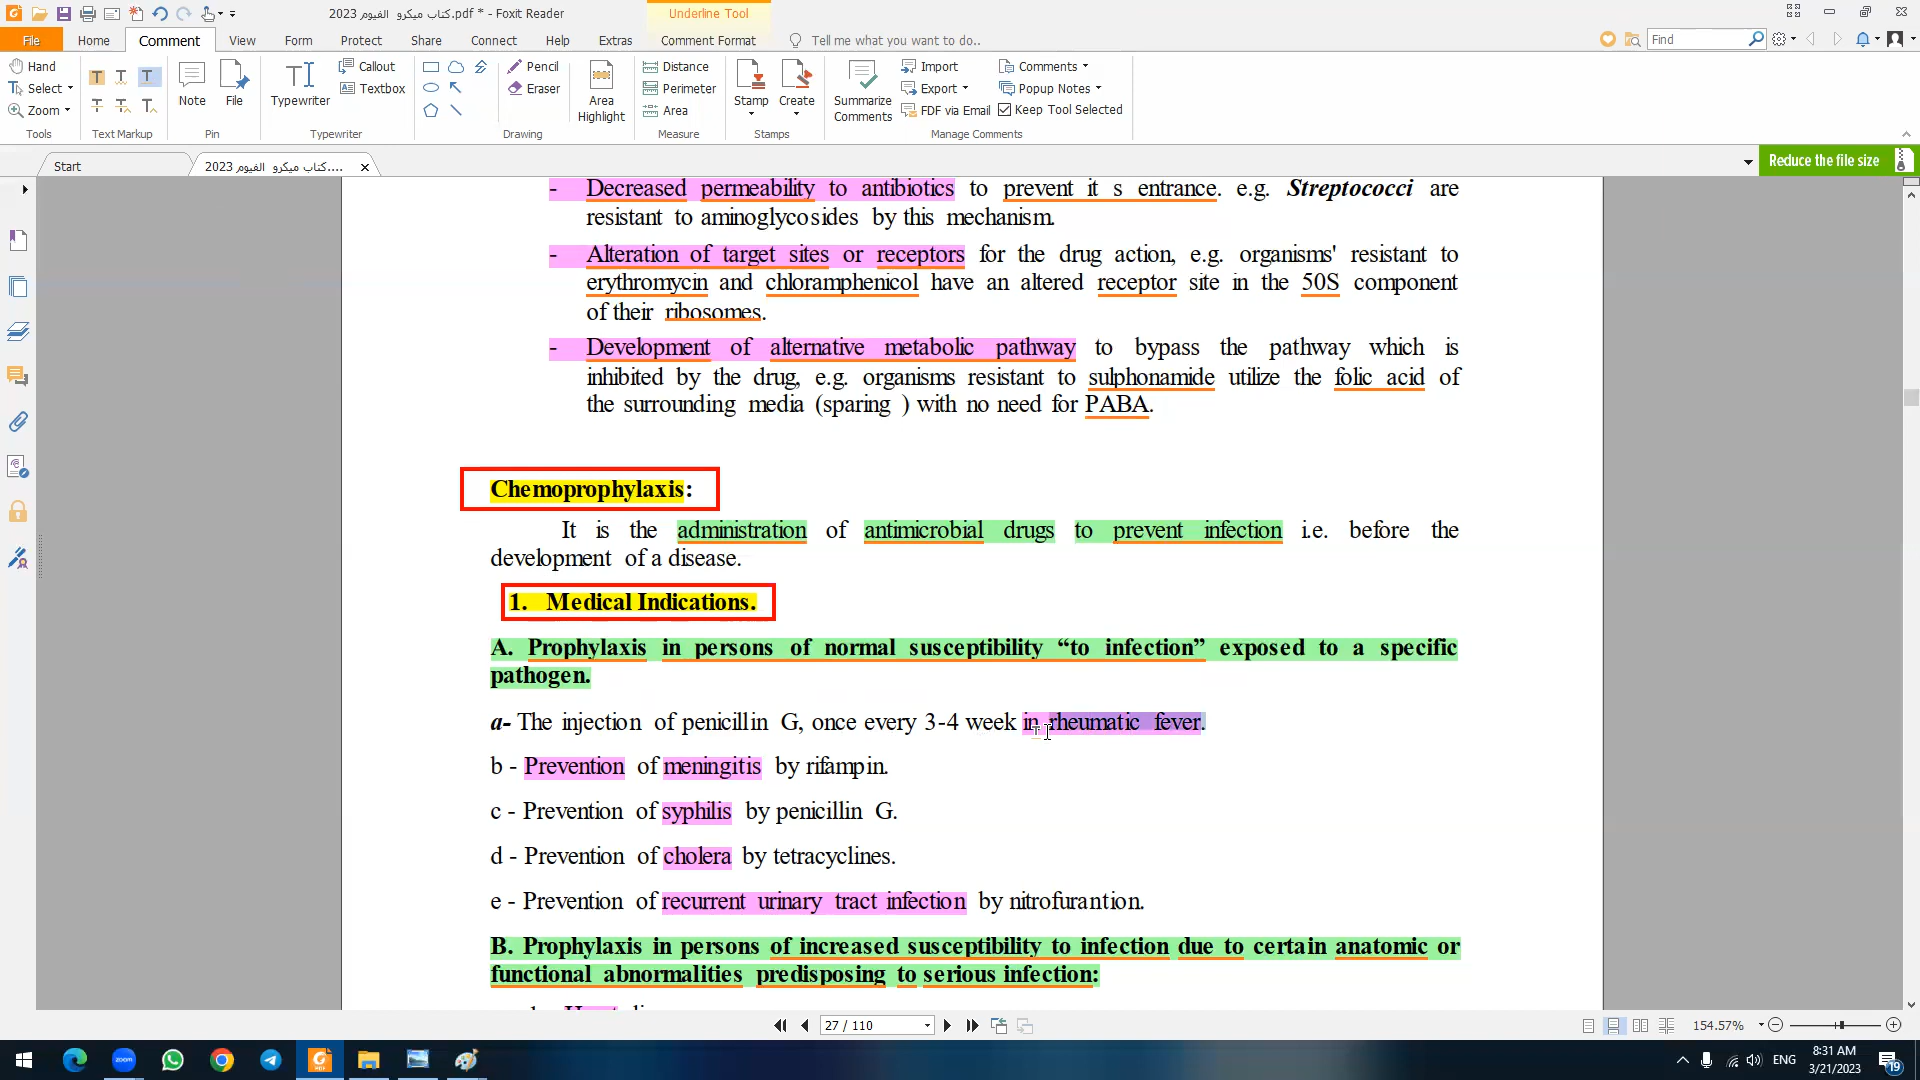 كتاب ميكرو الفيوم 2023.pdf * - Foxit Reader
Underline Tool
File Home Comment View Form Protect Share Connect Help Extras Comment Format Tell me what you want to do.. Find
Hand Select Zoom Tools
Text Markup
Note File Pin
Typewriter Callout Textbox Typewriter
Pencil Eraser Area Highlight Drawing
Distance Perimeter Area Measure
Stamp Create Stamps
Summarize Comments Import Export FDF via Email Comments Popup Notes Keep Tool Selected Manage Comments
Start
كتاب ميكرو الفيوم 2023....
Reduce the file size
- Decreased permeability to antibiotics to prevent it s entrance. e.g. Streptococci are
resistant to aminoglycosides by this mechanism.
- Alteration of target sites or receptors for the drug action, e.g. organisms' resistant to
erythromycin and chloramphenicol have an altered receptor site in the 50S component
of their ribosomes.
- Development of alternative metabolic pathway to bypass the pathway which is
inhibited by the drug, e.g. organisms resistant to sulphonamide utilize the folic acid of
the surrounding media (sparing ) with no need for PABA.
Chemoprophylaxis:
It is the administration of antimicrobial drugs to prevent infection i.e. before the
development of a disease.
1. Medical Indications.
A. Prophylaxis in persons of normal susceptibility “to infection” exposed to a specific
pathogen.
a- The injection of penicillin G, once every 3-4 week in rheumatic fever.
b - Prevention of meningitis by rifampin.
c - Prevention of syphilis by penicillin G.
d - Prevention of cholera by tetracyclines.
e - Prevention of recurrent urinary tract infection by nitrofurantion.
B. Prophylaxis in persons of increased susceptibility to infection due to certain anatomic or
functional abnormalities predisposing to serious infection:
27 / 110
154.57%
zoom
ENG
8:31 AM
3/21/2023
19